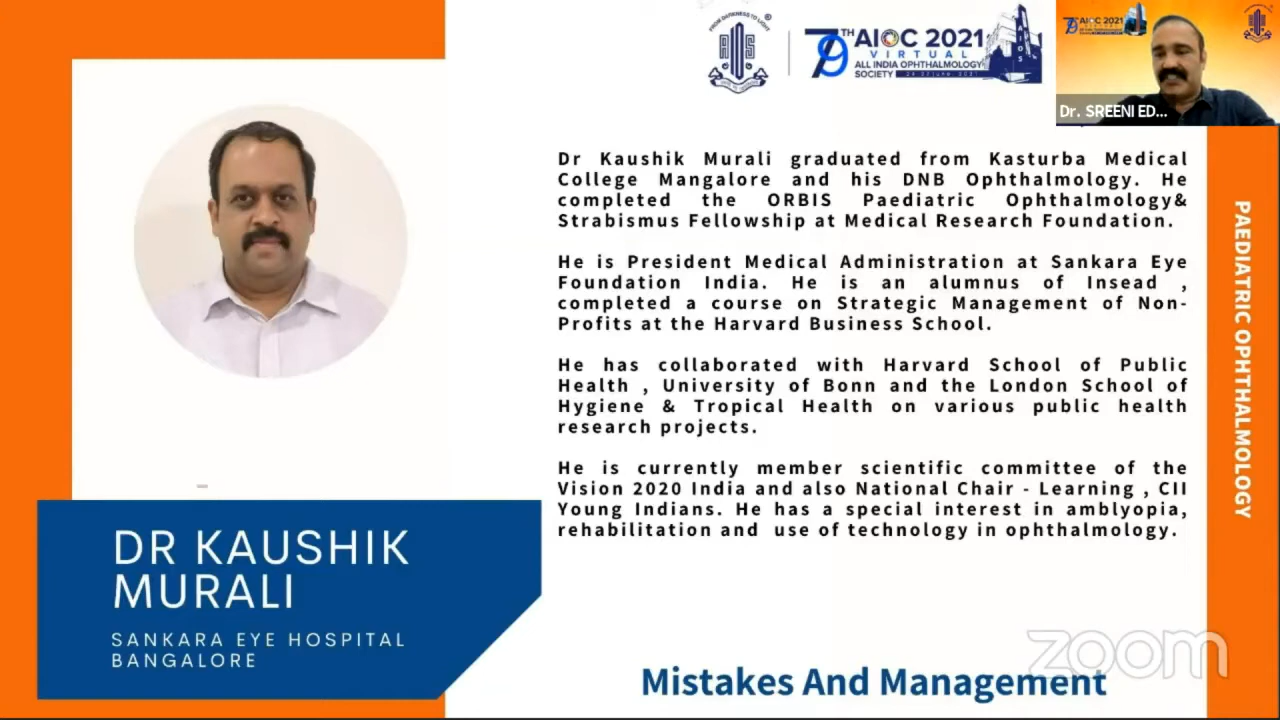 FROM DARKNESS TO LIGHT
AIOS
79TH AIOC 2021
VIRTUAL
ALL INDIA OPHTHALMOLOGY
SOCIETY
Dr. SREENI ED...
Dr Kaushik Murali graduated from Kasturba Medical
College Mangalore and his DNB Ophthalmology. He
completed the ORBIS Paediatric Ophthalmology&
Strabismus Fellowship at Medical Research Foundation.
He is President Medical Administration at Sankara Eye
Foundation India. He is an alumnus of Insead ,
completed a course on Strategic Management of Non-
Profits at the Harvard Business School.
He has collaborated with Harvard School of Public
Health , University of Bonn and the London School of
Hygiene & Tropical Health on various public health
research projects.
He is currently member scientific committee of the
Vision 2020 India and also National Chair - Learning , CII
Young Indians. He has a special interest in amblyopia,
rehabilitation and use of technology in ophthalmology.
PAEDIATRIC OPHTHALMOLOGY
DR KAUSHIK
MURALI
SANKARA EYE HOSPITAL
BANGALORE
Mistakes And Management
zoom